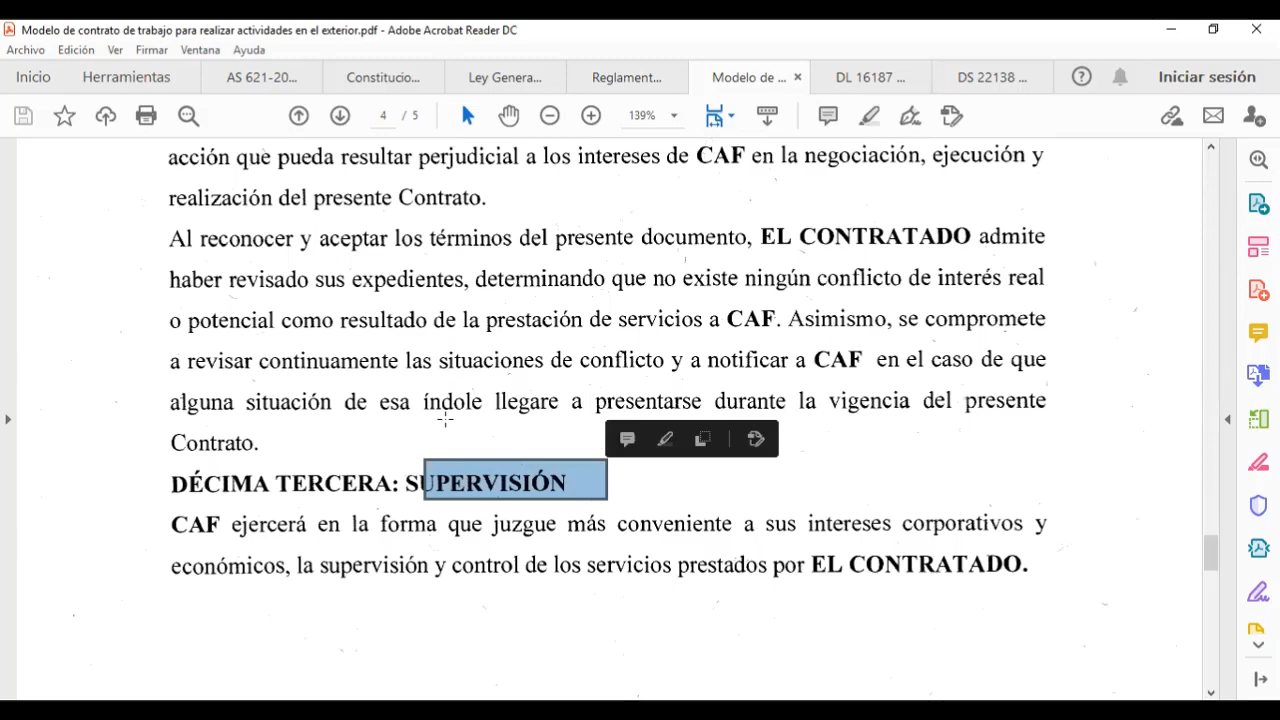 Modelo de contrato de trabajo para realizar actividades en el exterior.pdf - Adobe Acrobat Reader DC
Archivo Edición Ver Firmar Ventana Ayuda
Inicio Herramientas AS 621-20... Constitucio... Ley Genera... Reglament... Modelo de ... × DL 16187 ... DS 22138 ... Iniciar sesión
4 / 5 139%
acción que pueda resultar perjudicial a los intereses de CAF en la negociación, ejecución y
realización del presente Contrato.
Al reconocer y aceptar los términos del presente documento, EL CONTRATADO admite
haber revisado sus expedientes, determinando que no existe ningún conflicto de interés real
o potencial como resultado de la prestación de servicios a CAF. Asimismo, se compromete
a revisar continuamente las situaciones de conflicto y a notificar a CAF en el caso de que
alguna situación de esa índole llegare a presentarse durante la vigencia del presente
Contrato.
DÉCIMA TERCERA: SUPERVISIÓN
CAF ejercerá en la forma que juzgue más conveniente a sus intereses corporativos y
económicos, la supervisión y control de los servicios prestados por EL CONTRATADO.